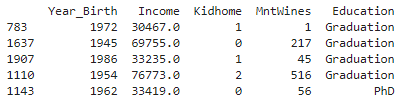 Year_Birth Income Kidhome MntWines Education
783 1972 30467.0 1 1 Graduation
1637 1945 69755.0 0 217 Graduation
1907 1986 33235.0 1 45 Graduation
1110 1954 76773.0 2 516 Graduation
1143 1962 33419.0 0 56 PhD